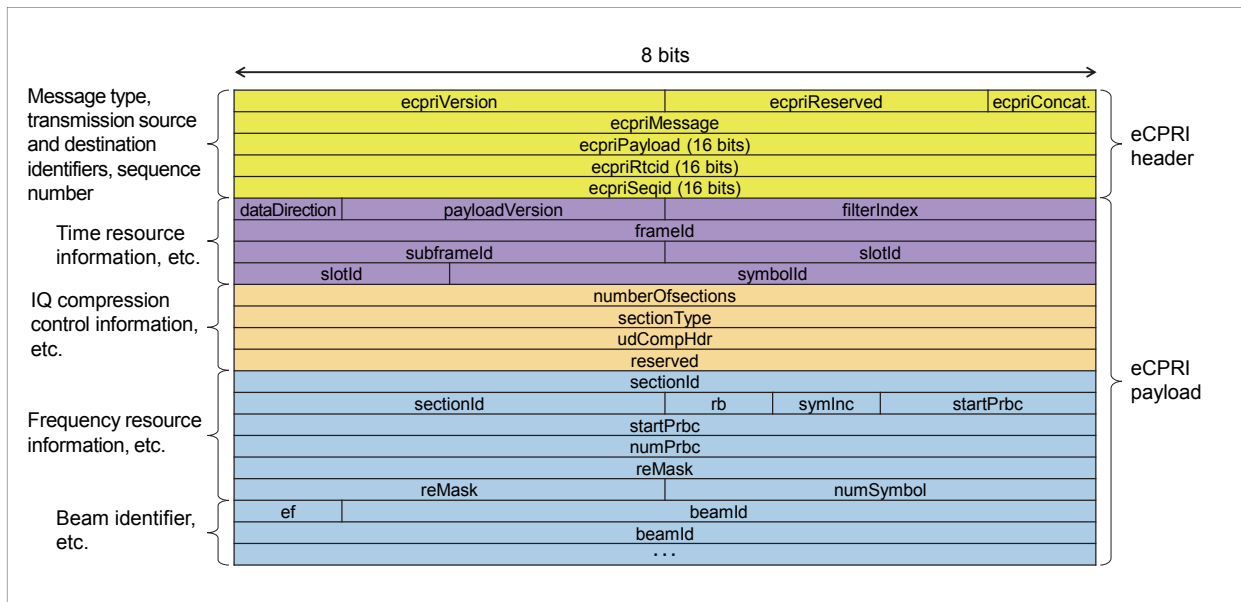 8 bits
Message type,
transmission source
and destination
identifiers, sequence
number
ecpriVersion ecpriReserved ecpriConcat.
ecpriMessage
ecpriPayload (16 bits)
ecpriRtcid (16 bits)
ecpriSeqid (16 bits)
eCPRI
header
Time resource
information, etc.
dataDirection payloadVersion filterIndex
frameId
subframeId slotId
slotId symbolId
IQ compression
control information,
etc.
numberOfsections
sectionType
udCompHdr
reserved
eCPRI
payload
Frequency resource
information, etc.
sectionId
sectionId rb symInc startPrbc
startPrbc
numPrbc
reMask
reMask numSymbol
Beam identifier,
etc.
ef beamId
beamId
...